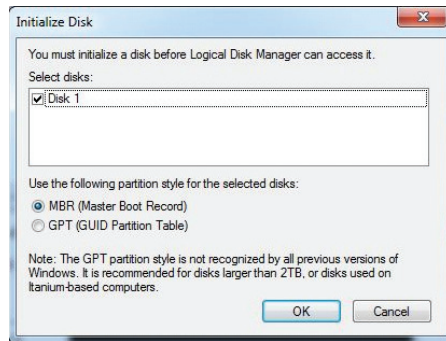 Initialize Disk
You must initialize a disk before Logical Disk Manager can access it.
Select disks:
Disk 1
Use the following partition style for the selected disks:
MBR (Master Boot Record)
GPT (GUID Partition Table)
Note: The GPT partition style is not recognized by all previous versions of
Windows. It is recommended for disks larger than 2TB, or disks used on
Itanium-based computers.
OK Cancel